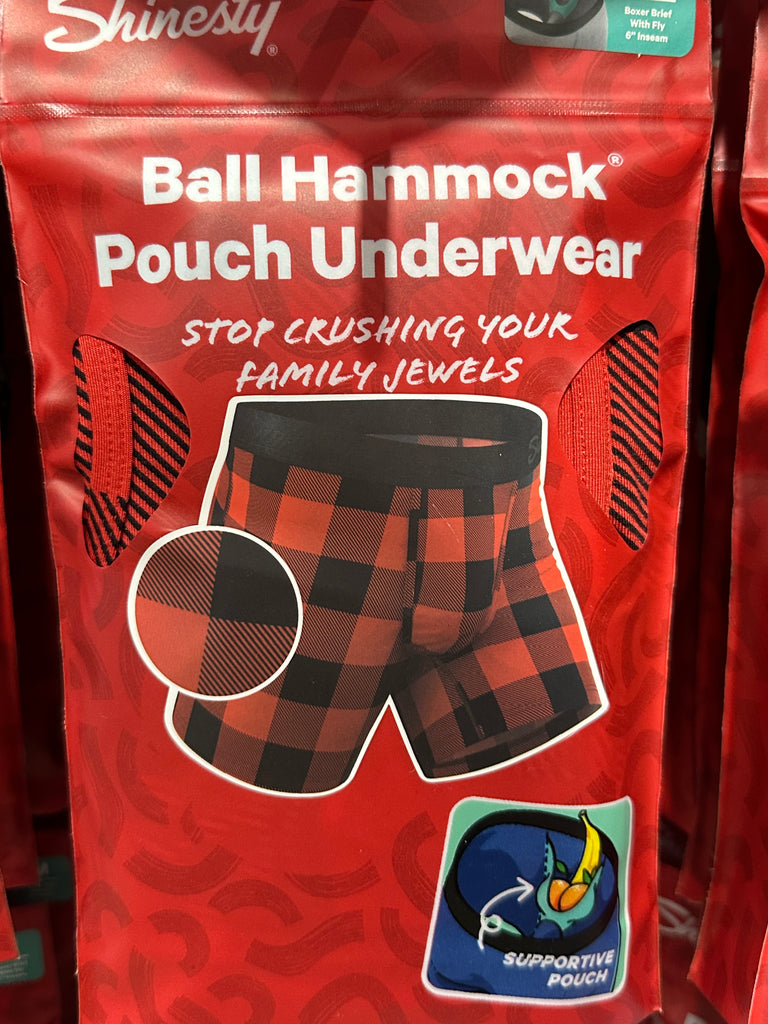 Shinesty®
Boxer Brief
With Fly
6" Inseam
Ball Hammock®
Pouch Underwear
STOP CRUSHING YOUR
FAMILY JEWELS
SUPPORTIVE
POUCH